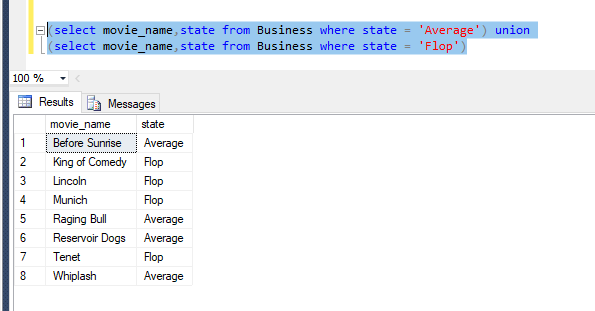 (select movie_name,state from Business where state = 'Average') union
(select movie_name,state from Business where state = 'Flop')
100 %
Results Messages
movie_name state
1 Before Sunrise Average
2 King of Comedy Flop
3 Lincoln Flop
4 Munich Flop
5 Raging Bull Average
6 Reservoir Dogs Average
7 Tenet Flop
8 Whiplash Average